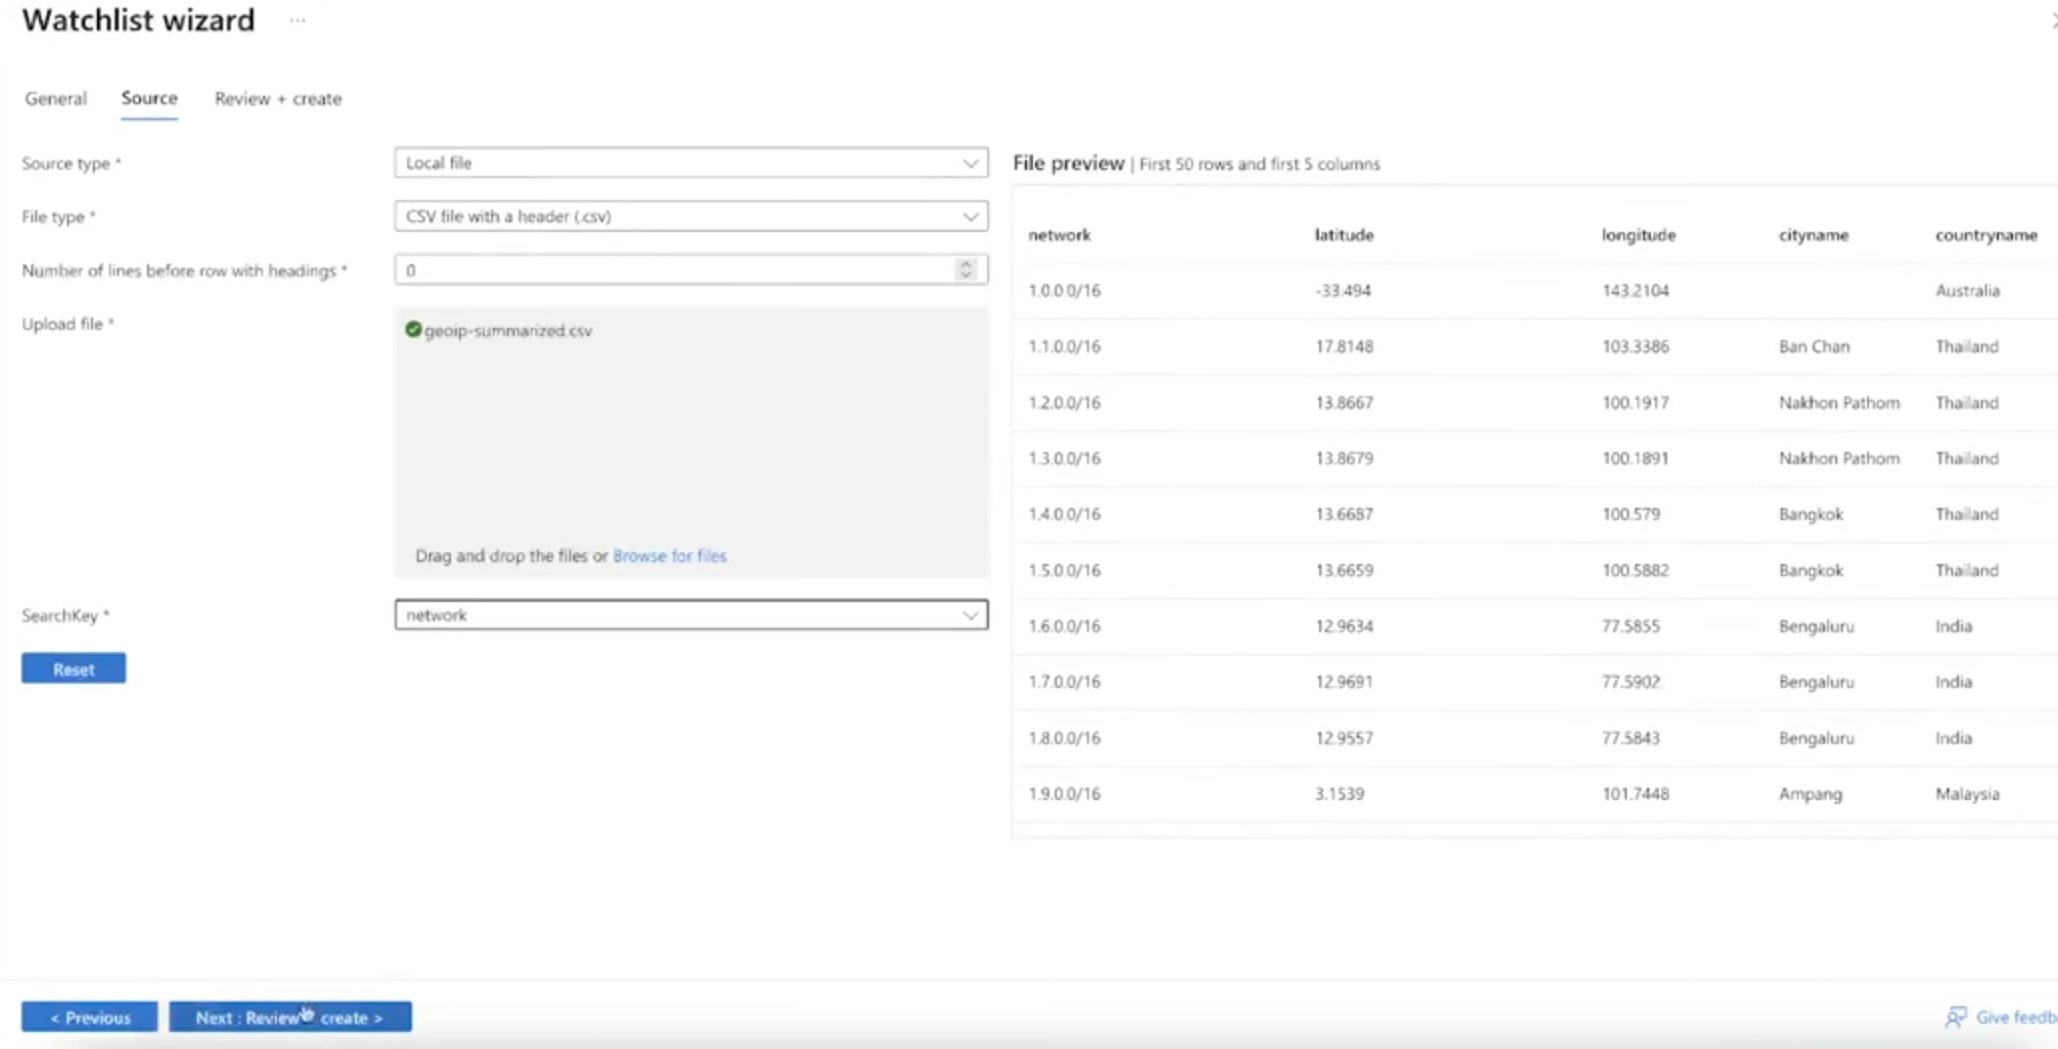 Watchlist wizard ...
General Source Review + create
Source type * Local file
File type * CSV file with a header (.csv)
Number of lines before row with headings * 0
Upload file * geoip-summarized.csv
Drag and drop the files or Browse for files
SearchKey * network
Reset
File preview | First 50 rows and first 5 columns
network latitude longitude cityname countryname
1.0.0.0/16 -33.494 143.2104 Australia
1.1.0.0/16 17.8148 103.3386 Ban Chan Thailand
1.2.0.0/16 13.8667 100.1917 Nakhon Pathom Thailand
1.3.0.0/16 13.8679 100.1891 Nakhon Pathom Thailand
1.4.0.0/16 13.6687 100.579 Bangkok Thailand
1.5.0.0/16 13.6659 100.5882 Bangkok Thailand
1.6.0.0/16 12.9634 77.5855 Bengaluru India
1.7.0.0/16 12.9691 77.5902 Bengaluru India
1.8.0.0/16 12.9557 77.5843 Bengaluru India
1.9.0.0/16 3.1539 101.7448 Ampang Malaysia
< Previous Next : Review create >
Give feedb